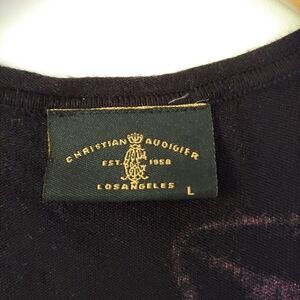 CHRISTIAN AUDIGIER
EST. 1958
LOS ANGELES
L